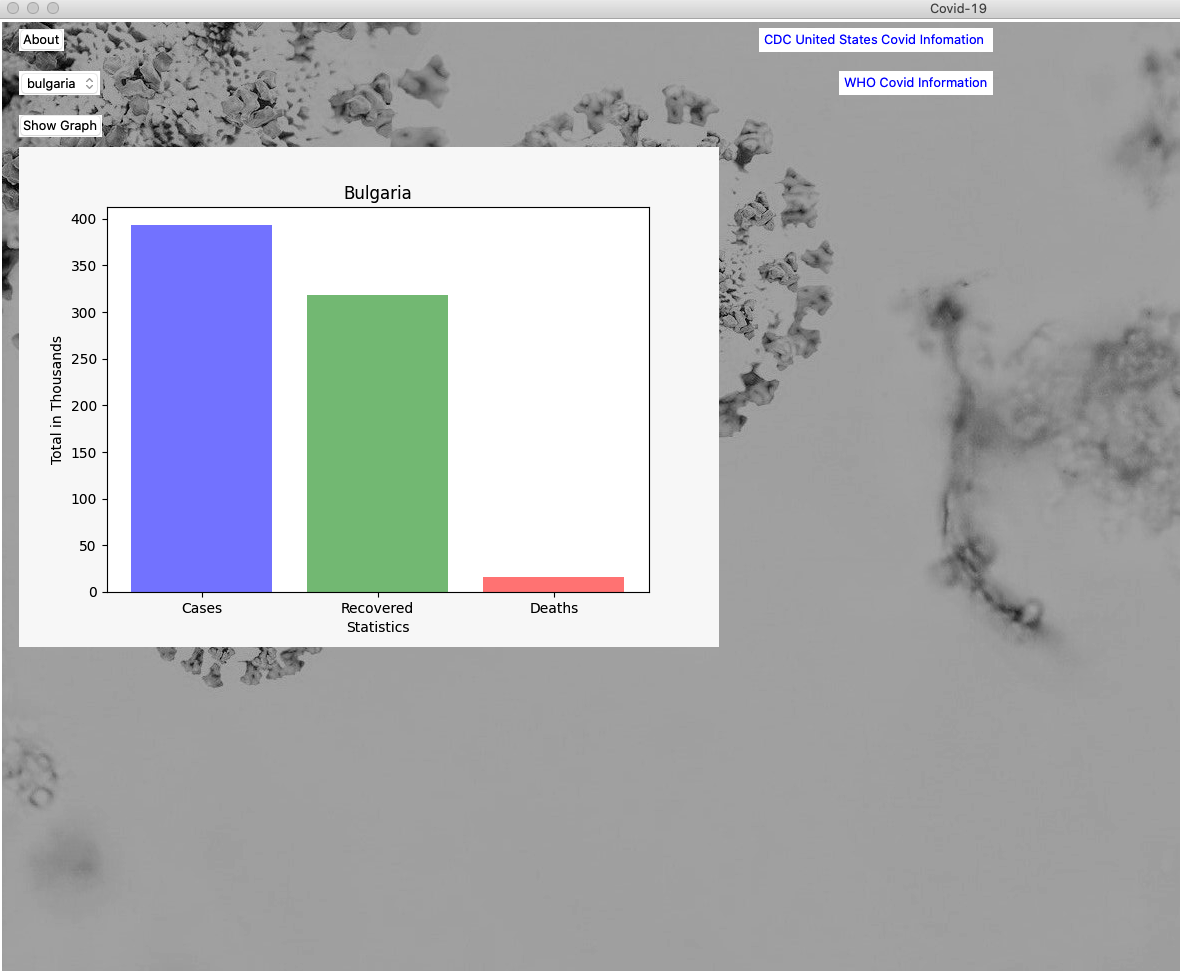 Covid-19
About
CDC United States Covid Infomation
bulgaria
WHO Covid Information
Show Graph
Bulgaria
400
350
300
250
200
150
100
50
0
Total in Thousands
Cases Recovered Deaths
Statistics